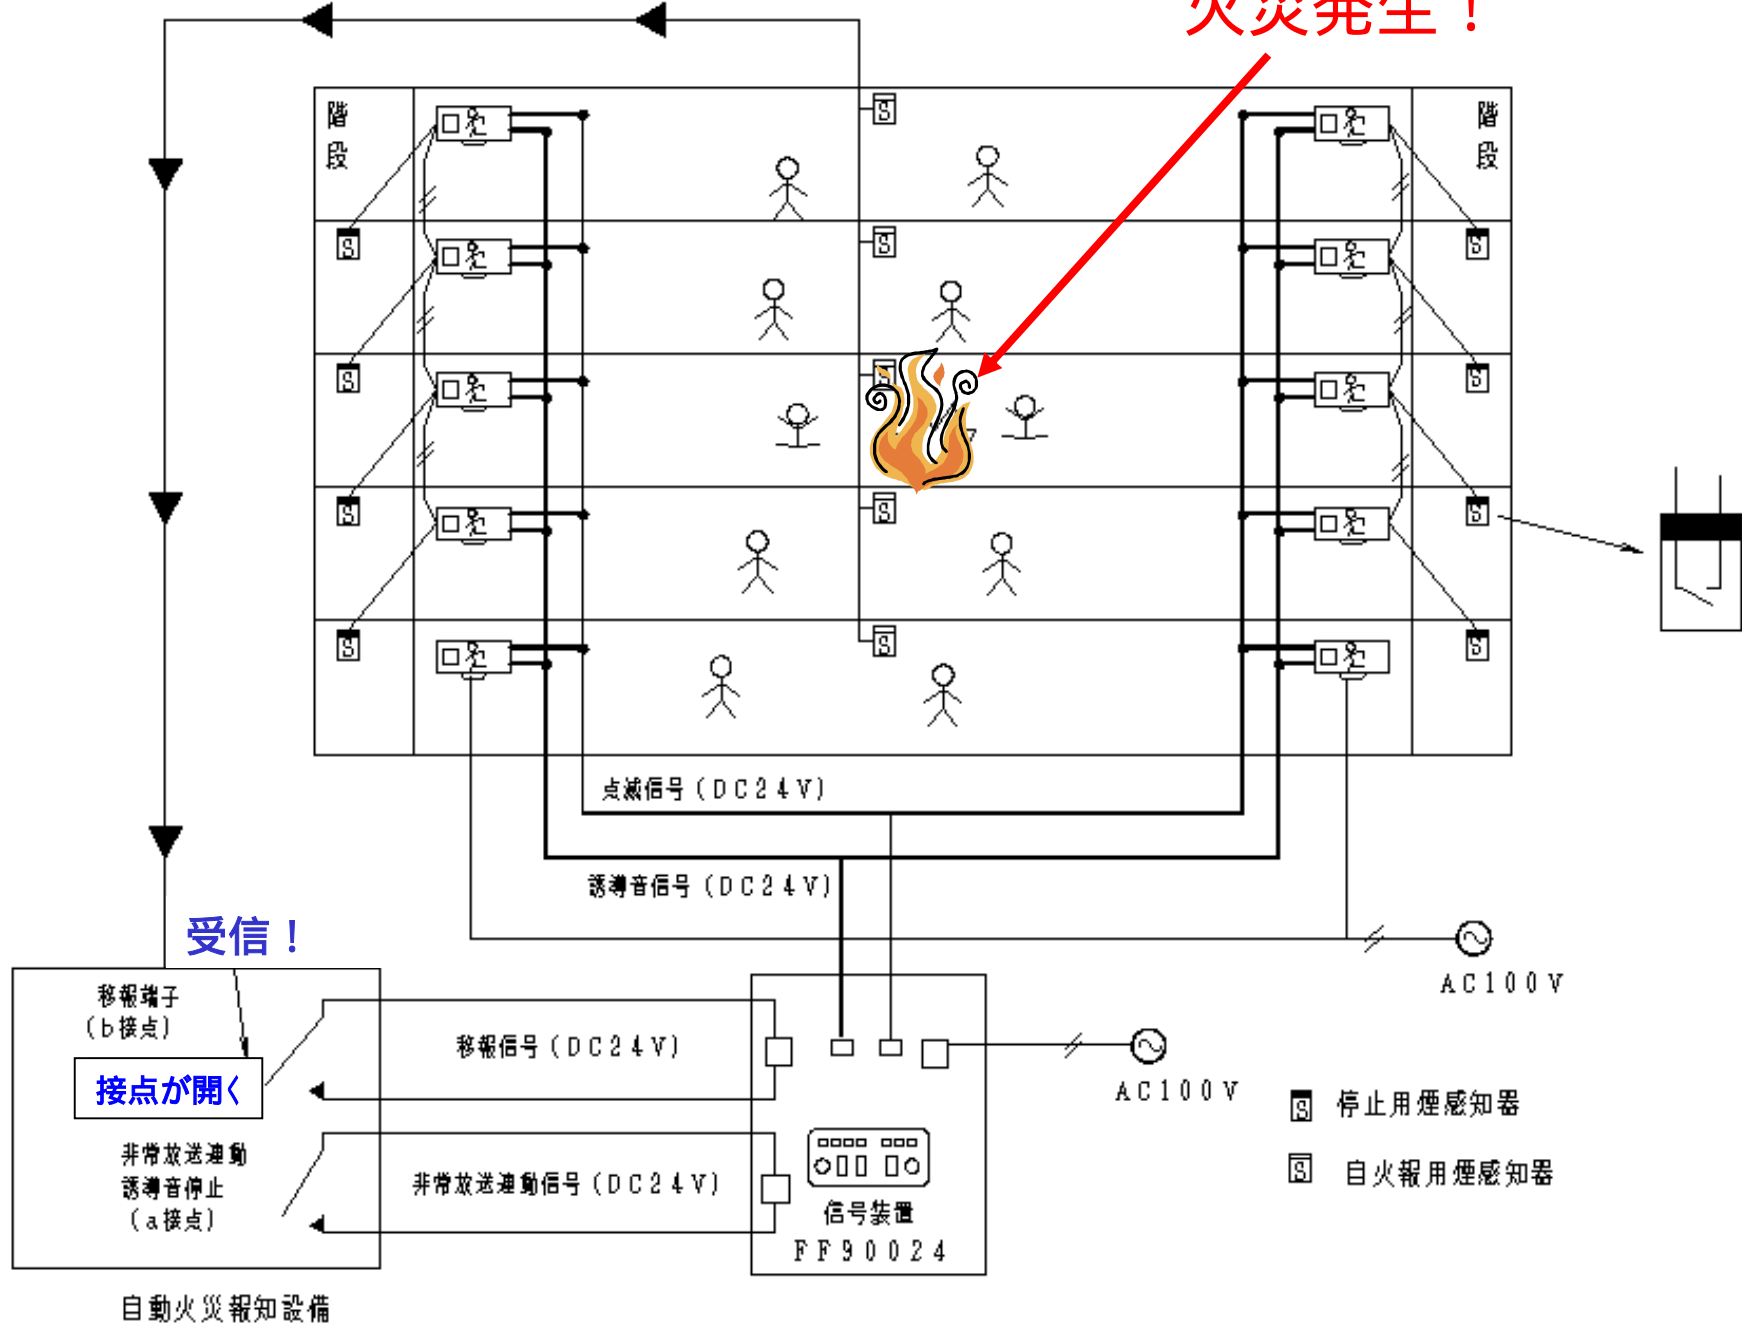 火災発生！
階段
階段
S
S
S
S
S
S
S
S
S
S
S
S
S
点滅信号（DC24V）
誘導音信号（DC24V）
受信！
AC100V
移報端子
（b接点）
接点が開く
移報信号（DC24V）
AC100V
非常放送連動
誘導音停止
（a接点）
非常放送連動信号（DC24V）
信号装置
FF90024
S 停止用煙感知器
S 自火報用煙感知器
自動火災報知設備